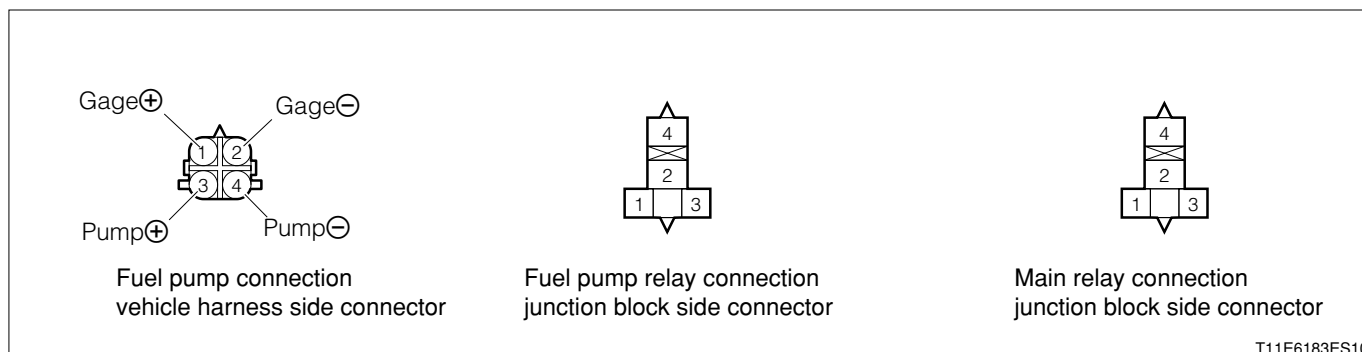 Gage⊕
Gage⊖
1 2
3 4
Pump⊕
Pump⊖
Fuel pump connection
vehicle harness side connector
4
2
1 3
Fuel pump relay connection
junction block side connector
4
2
1 3
Main relay connection
junction block side connector
T11E6183ES10